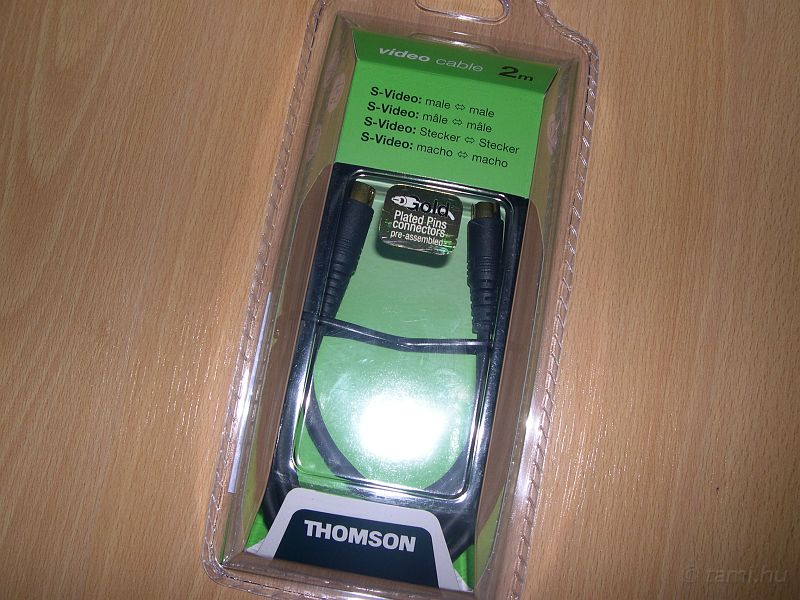 video cable 2m
S-Video: male ⇔ male
S-Video: mâle ⇔ mâle
S-Video: Stecker ⇔ Stecker
S-Video: macho ⇔ macho
Gold
Plated Pins
connectors
pre-assembled
THOMSON
© tami.hu